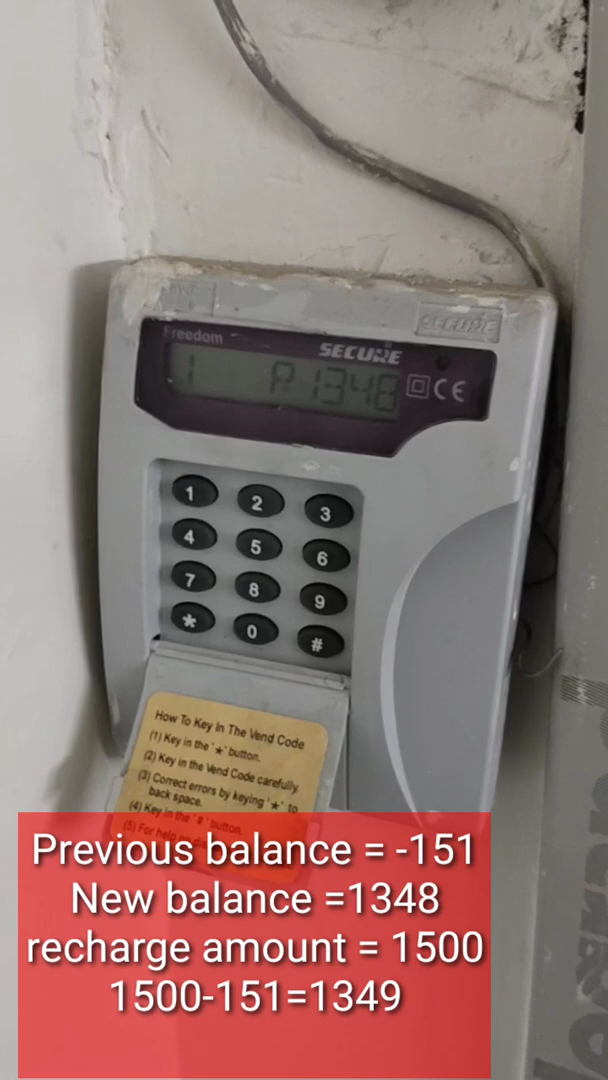 SECURE
Freedom
SECURE
1 A 1348
CE
1 2 3
4 5 6
7 8 9
* 0 #
How To Key In The Vend Code
(1) Key in the '*' button.
(2) Key in the Vend Code carefully.
(3) Correct errors by keying '*' to
back space.
(4) Key in the '#' button.
(5) For help
Previous balance = -151
New balance =1348
recharge amount = 1500
1500-151=1349